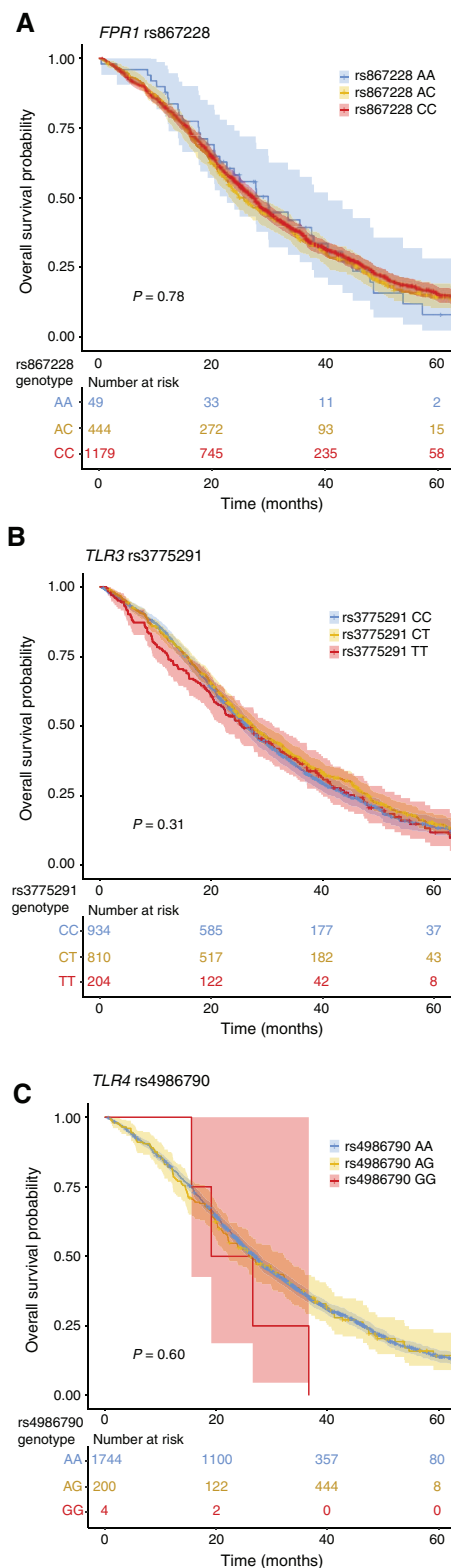 A
FPR1 rs867228
1.00
0.75
0.50
0.25
0.00
Overall survival probability
rs867228 AA
rs867228 AC
rs867228 CC
P = 0.78
0 20 40 60
rs867228
genotype
Number at risk
AA 49 33 11 2
AC 444 272 93 15
CC 1179 745 235 58
0 20 40 60
Time (months)
B
TLR3 rs3775291
1.00
0.75
0.50
0.25
0.00
Overall survival probability
rs3775291 CC
rs3775291 CT
rs3775291 TT
P = 0.31
0 20 40 60
rs3775291
genotype
Number at risk
CC 934 585 177 37
CT 810 517 182 43
TT 204 122 42 8
0 20 40 60
Time (months)
C
TLR4 rs4986790
1.00
0.75
0.50
0.25
0.00
Overall survival probability
rs4986790 AA
rs4986790 AG
rs4986790 GG
P = 0.60
0 20 40 60
rs4986790
genotype
Number at risk
AA 1744 1100 357 80
AG 200 122 444 8
GG 4 2 0 0
0 20 40 60
Time (months)